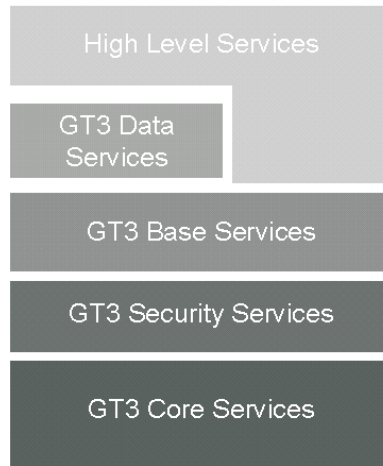 High Level Services
GT3 Data
Services
GT3 Base Services
GT3 Security Services
GT3 Core Services